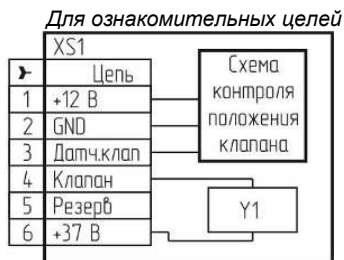 Для ознакомительных целей
XS1
Цепь
1 +12 В
2 GND
3 Датч.клап
4 Клапан
5 Резерв
6 +37 В
Схема
контроля
положения
клапана
Y1